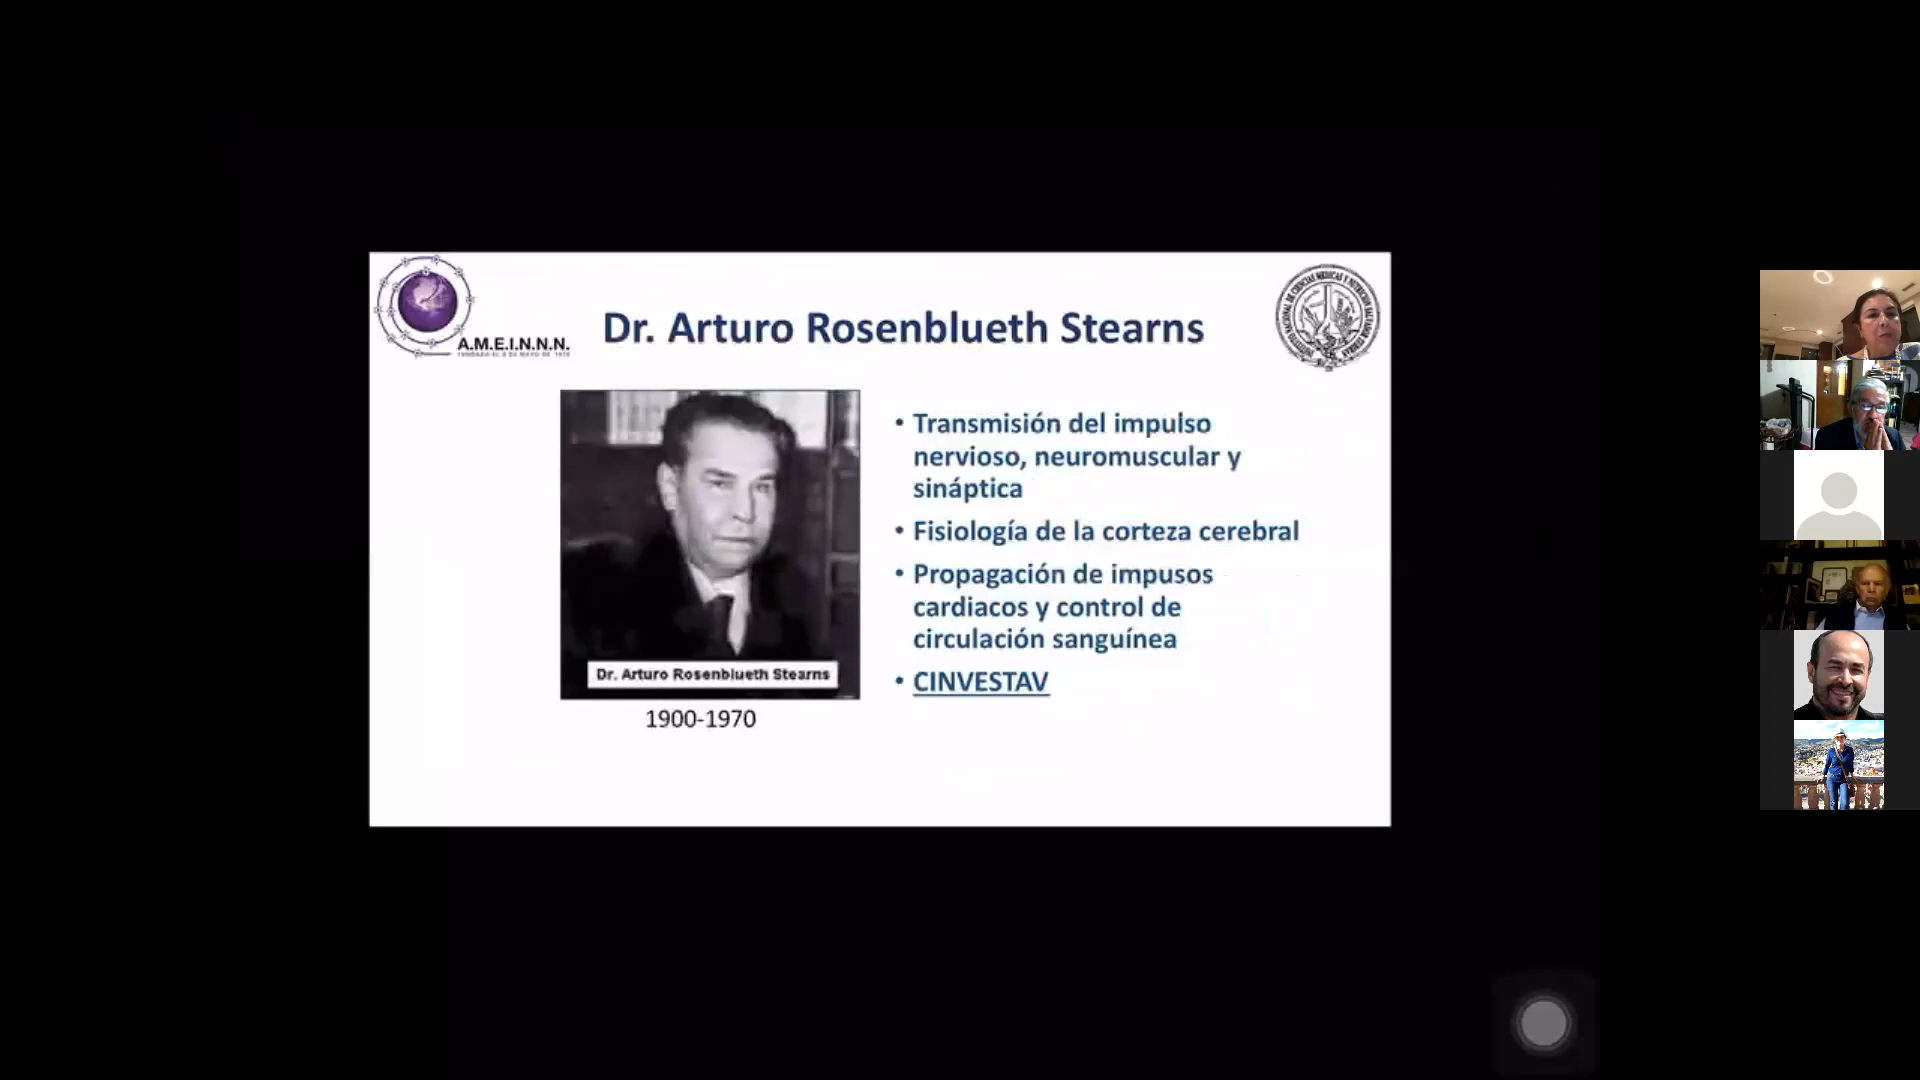 A.M.E.I.N.N.N.
Dr. Arturo Rosenblueth Stearns
Transmisión del impulso
nervioso, neuromuscular y
sináptica
Fisiología de la corteza cerebral
Propagación de impusos
cardiacos y control de
circulación sanguínea
CINVESTAV
Dr. Arturo Rosenblueth Stearns
1900-1970